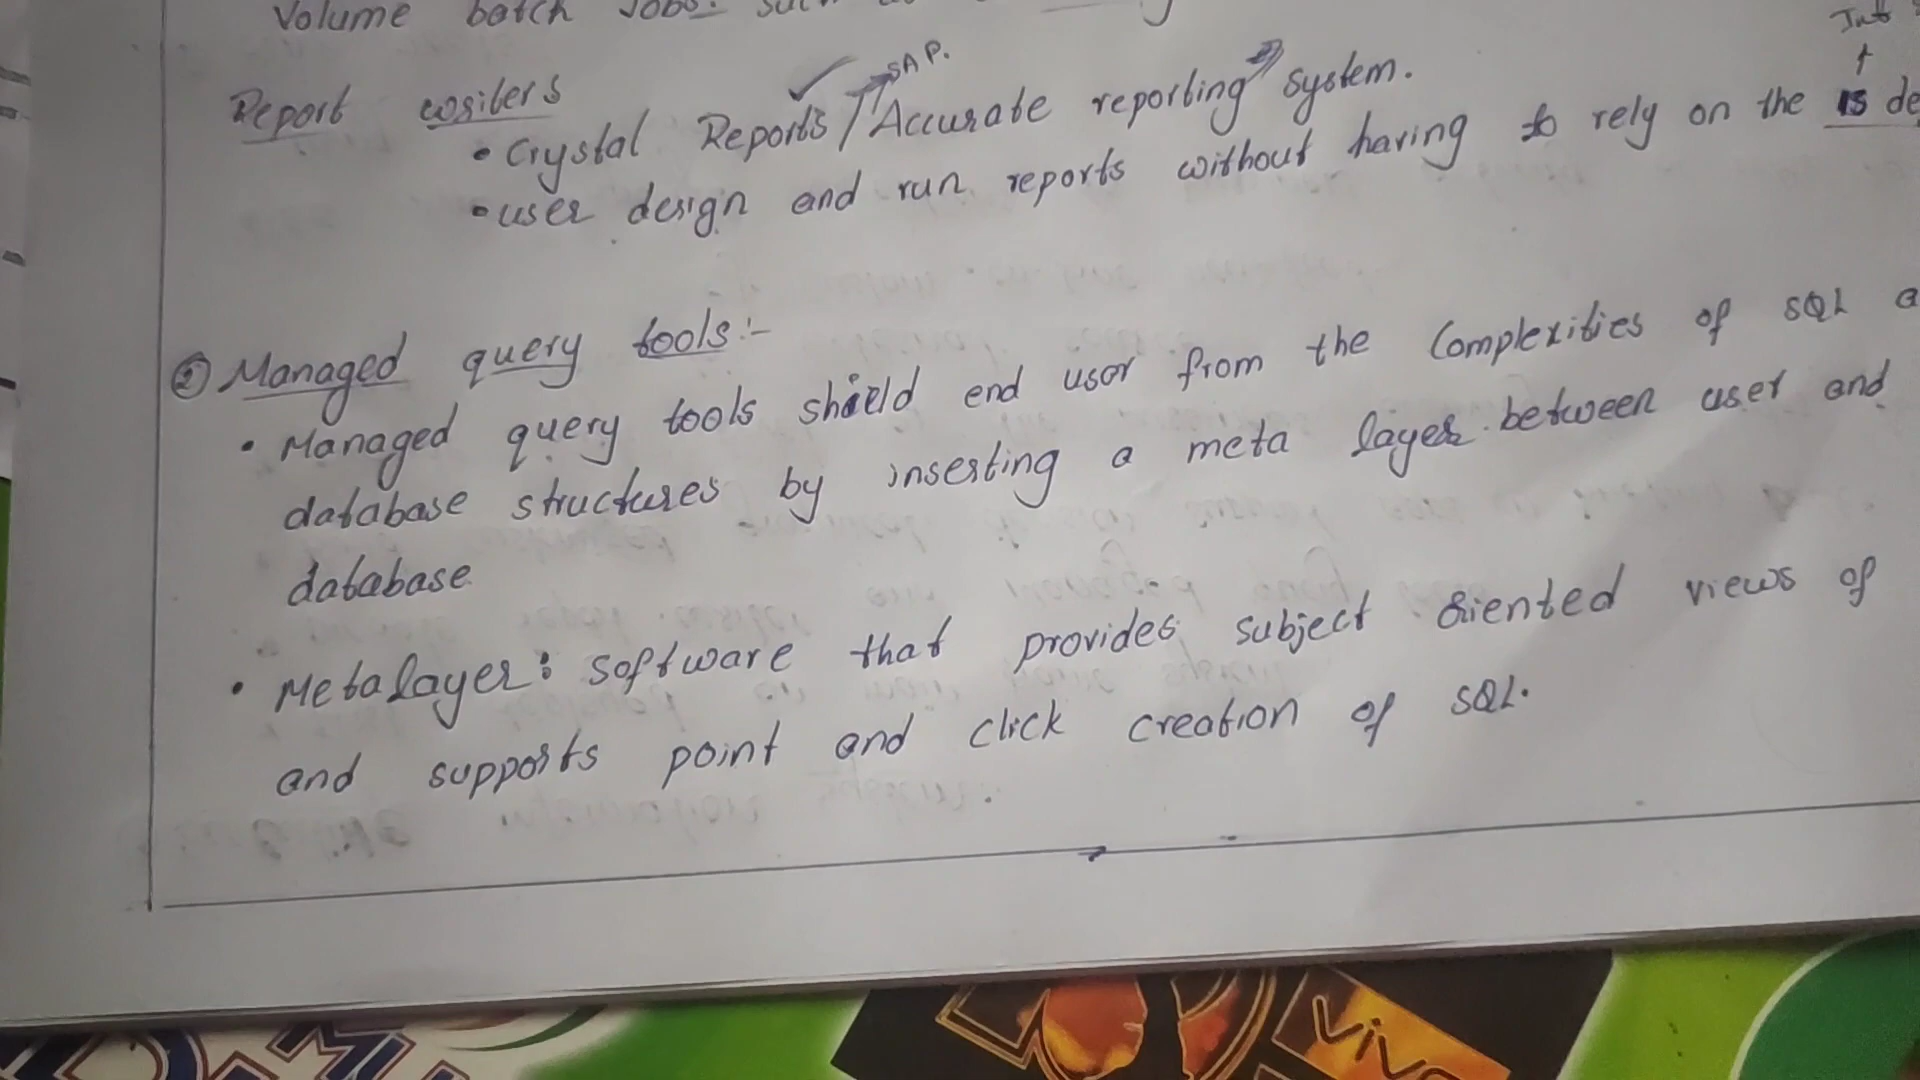 Volume batch Jobs.
Int
SAP.
Report writers
• Crystal Reports / Accurate reporting system.
• user design and run reports without having to rely on the IS de
② Managed query tools :-
• Managed query tools shield end user from the Complexities of SQL a
database structures by inserting a meta layer between user and
database
• Metalayer: Software that provides subject oriented views of
and supports point and click creation of SQL.
Viv